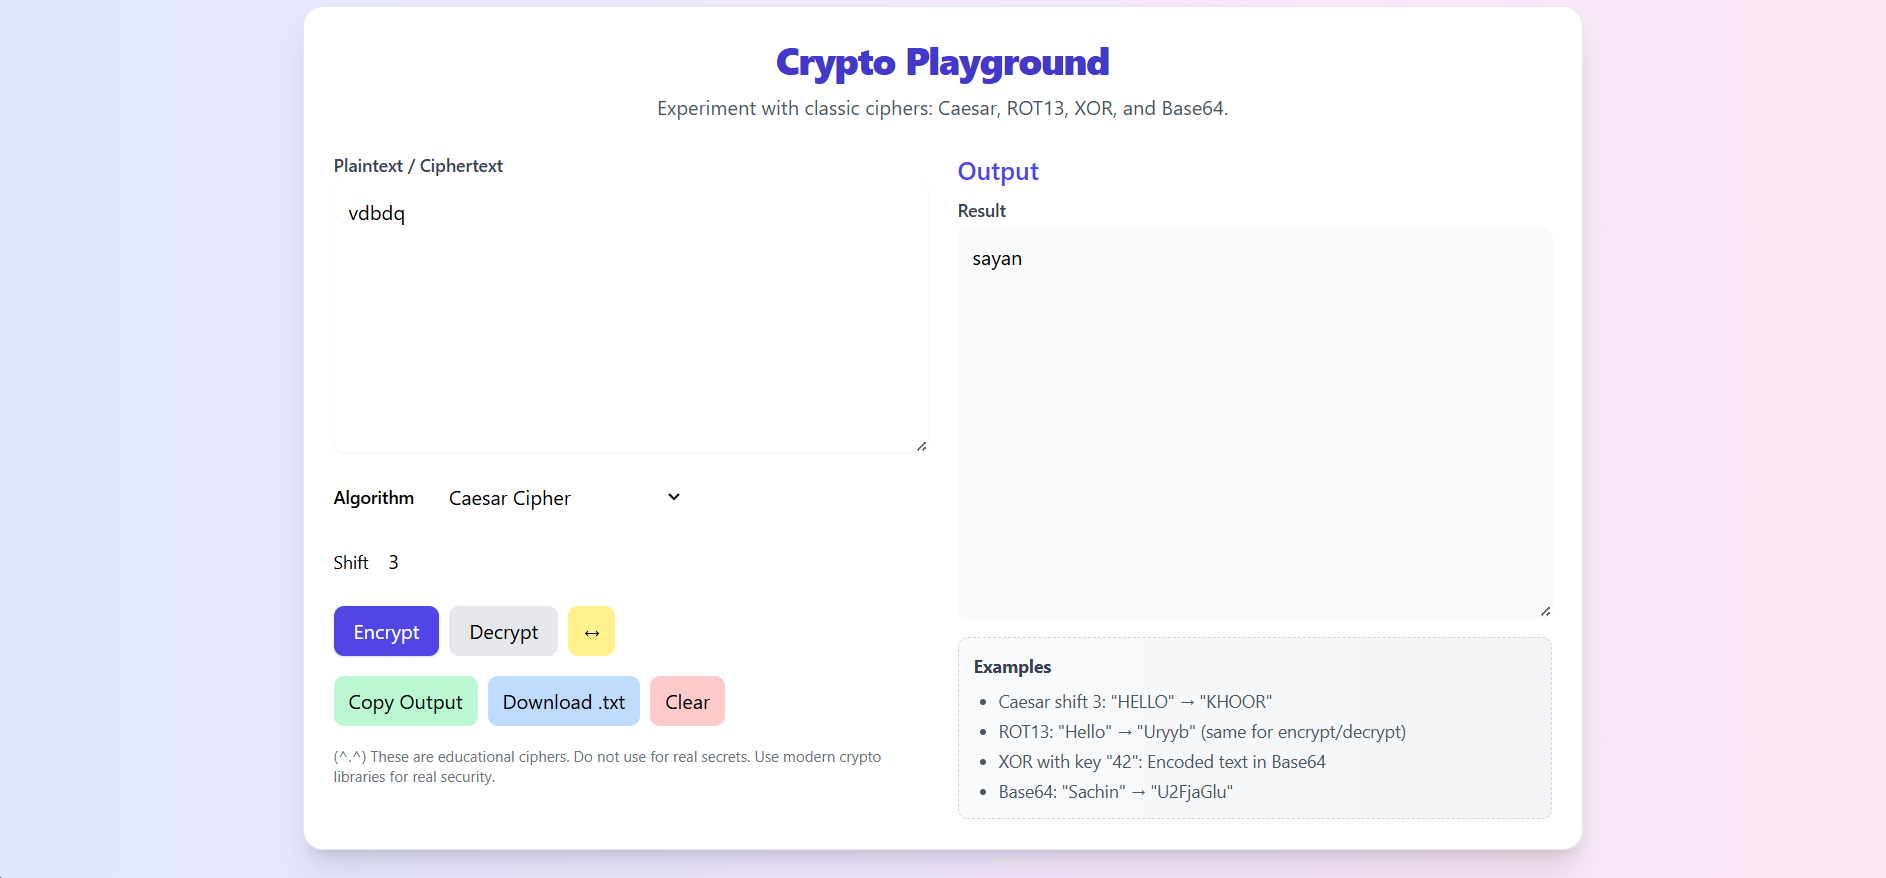 Crypto Playground
Experiment with classic ciphers: Caesar, ROT13, XOR, and Base64.
Plaintext / Ciphertext
vdbdq
Algorithm Caesar Cipher
Shift 3
Encrypt Decrypt ↔
Copy Output Download .txt Clear
(^.^) These are educational ciphers. Do not use for real secrets. Use modern crypto
libraries for real security.
Output
Result
sayan
Examples
• Caesar shift 3: "HELLO" → "KHOOR"
• ROT13: "Hello" → "Uryyb" (same for encrypt/decrypt)
• XOR with key "42": Encoded text in Base64
• Base64: "Sachin" → "U2FjaGlu"